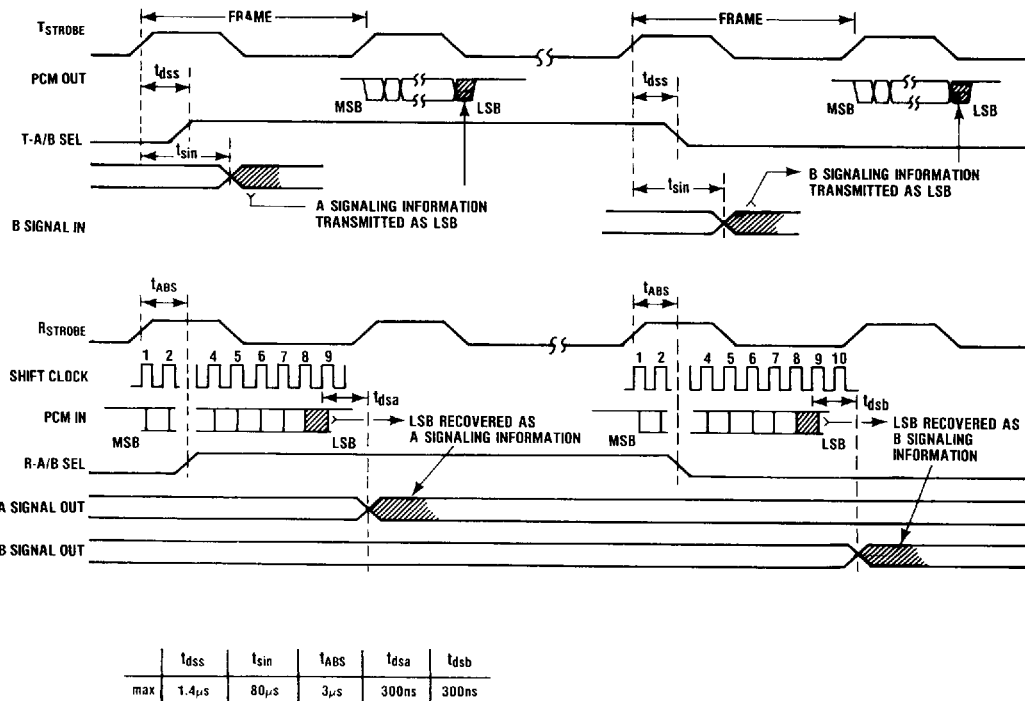 FRAME FRAME
TSTROBE
tdss tdss
PCM OUT
MSB LSB MSB LSB
T-A/B SEL
tsin tsin
A SIGNALING INFORMATION
TRANSMITTED AS LSB
B SIGNALING INFORMATION
TRANSMITTED AS LSB
B SIGNAL IN
tABS tABS
RSTROBE
1 2 4 5 6 7 8 9 1 2 4 5 6 7 8 9 10
SHIFT CLOCK
tdsa tdsb
PCM IN
MSB LSB MSB LSB
LSB RECOVERED AS
A SIGNALING INFORMATION
LSB RECOVERED AS
B SIGNALING
INFORMATION
R-A/B SEL
A SIGNAL OUT
B SIGNAL OUT
tdss tsin tABS tdsa tdsb
max 1.4μs 80μs 3μs 300ns 300ns